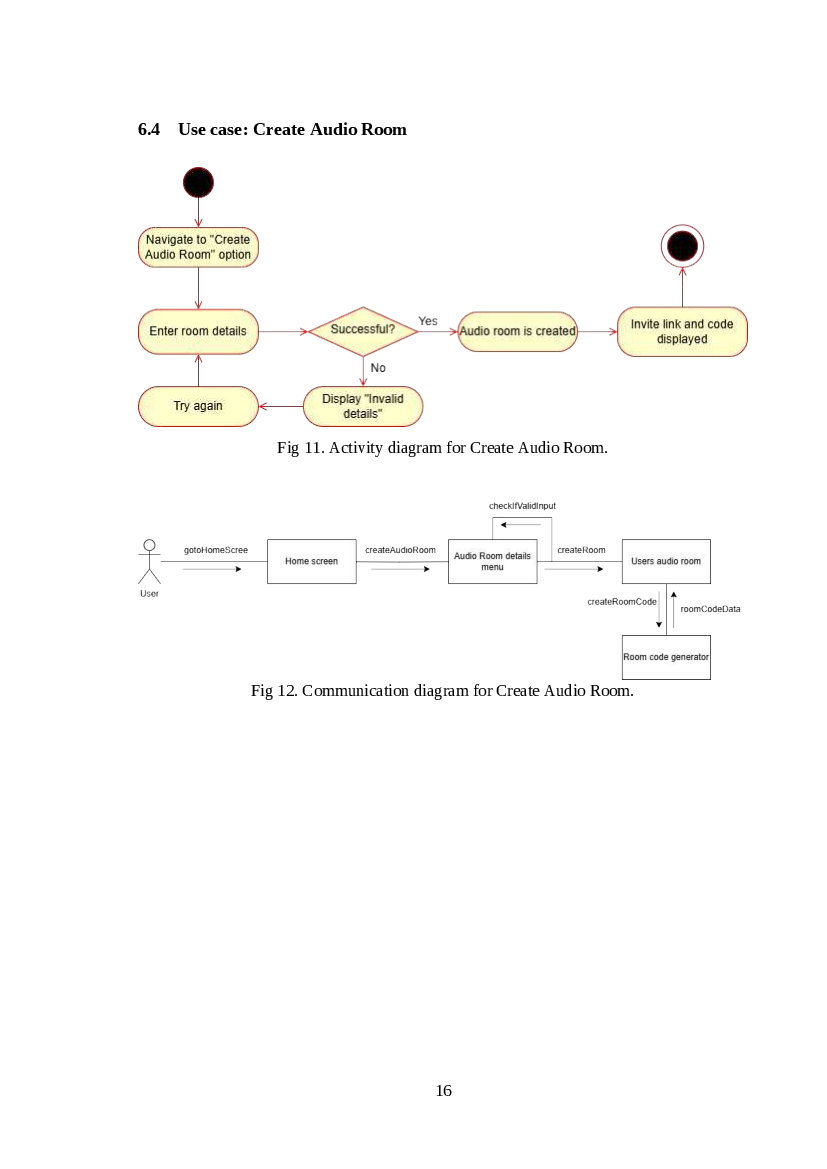 6.4 Use case: Create Audio Room
Navigate to "Create
Audio Room" option
Enter room details
Successful?
Yes
Audio room is created
Invite link and code
displayed
No
Try again
Display "Invalid
details"
Fig 11. Activity diagram for Create Audio Room.
checkIfValidInput
gotoHomeScree
createAudioRoom
createRoom
Home screen
Audio Room details
menu
Users audio room
User
createRoomCode
roomCodeData
Room code generator
Fig 12. Communication diagram for Create Audio Room.
16